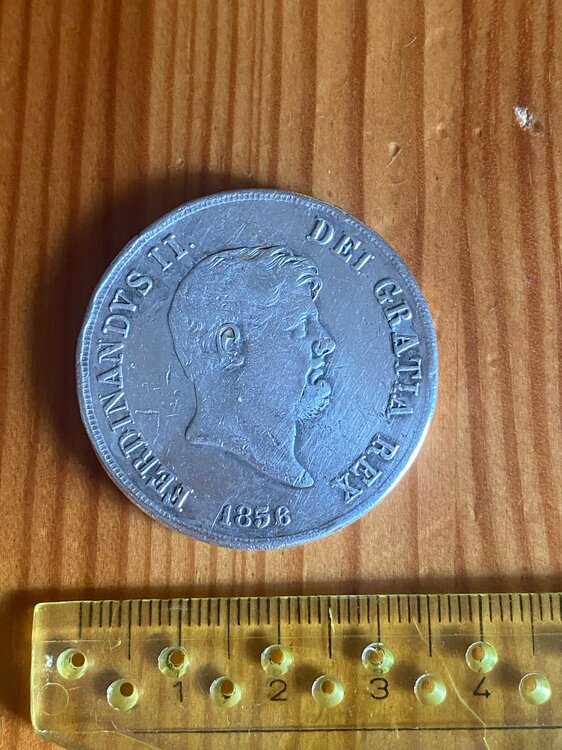 FERDINANDVS II. DEI GRATIA REX
1856
1 2 3 4